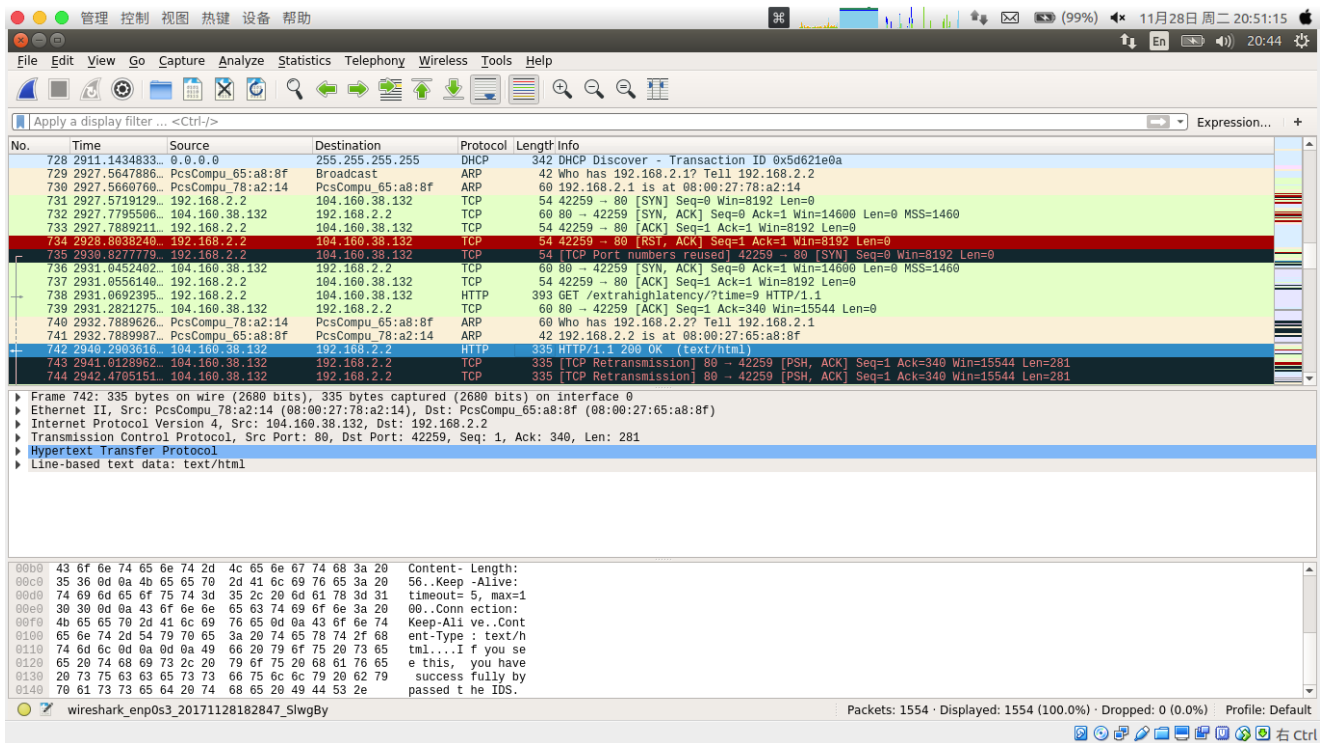 管理 控制 视图 热键 设备 帮助
⌘ (99%) 11月28日 周二 20:51:15
En 20:44
File Edit View Go Capture Analyze Statistics Telephony Wireless Tools Help
Apply a display filter … <Ctrl-/> Expression… +
No. Time Source Destination Protocol Length Info
728 2911.1434833… 0.0.0.0 255.255.255.255 DHCP 342 DHCP Discover - Transaction ID 0x5d621e0a
729 2927.5647886… PcsCompu_65:a8:8f Broadcast ARP 42 Who has 192.168.2.1? Tell 192.168.2.2
730 2927.5660760… PcsCompu_78:a2:14 PcsCompu_65:a8:8f ARP 60 192.168.2.1 is at 08:00:27:78:a2:14
731 2927.5719129… 192.168.2.2 104.160.38.132 TCP 54 42259 → 80 [SYN] Seq=0 Win=8192 Len=0
732 2927.7795506… 104.160.38.132 192.168.2.2 TCP 60 80 → 42259 [SYN, ACK] Seq=0 Ack=1 Win=14600 Len=0 MSS=1460
733 2927.7889211… 192.168.2.2 104.160.38.132 TCP 54 42259 → 80 [ACK] Seq=1 Ack=1 Win=8192 Len=0
734 2928.8038240… 192.168.2.2 104.160.38.132 TCP 54 42259 → 80 [RST, ACK] Seq=1 Ack=1 Win=8192 Len=0
735 2930.8277779… 192.168.2.2 104.160.38.132 TCP 54 [TCP Port numbers reused] 42259 → 80 [SYN] Seq=0 Win=8192 Len=0
736 2931.0452402… 104.160.38.132 192.168.2.2 TCP 60 80 → 42259 [SYN, ACK] Seq=0 Ack=1 Win=14600 Len=0 MSS=1460
737 2931.0556140… 192.168.2.2 104.160.38.132 TCP 54 42259 → 80 [ACK] Seq=1 Ack=1 Win=8192 Len=0
738 2931.0692395… 192.168.2.2 104.160.38.132 HTTP 393 GET /extrahighlatency/?time=9 HTTP/1.1
739 2931.2821275… 104.160.38.132 192.168.2.2 TCP 60 80 → 42259 [ACK] Seq=1 Ack=340 Win=15544 Len=0
740 2932.7889626… PcsCompu_78:a2:14 PcsCompu_65:a8:8f ARP 60 Who has 192.168.2.2? Tell 192.168.2.1
741 2932.7889987… PcsCompu_65:a8:8f PcsCompu_78:a2:14 ARP 42 192.168.2.2 is at 08:00:27:65:a8:8f
742 2940.2903616… 104.160.38.132 192.168.2.2 HTTP 335 HTTP/1.1 200 OK (text/html)
743 2941.0128962… 104.160.38.132 192.168.2.2 TCP 335 [TCP Retransmission] 80 → 42259 [PSH, ACK] Seq=1 Ack=340 Win=15544 Len=281
744 2942.4705151… 104.160.38.132 192.168.2.2 TCP 335 [TCP Retransmission] 80 → 42259 [PSH, ACK] Seq=1 Ack=340 Win=15544 Len=281
Frame 742: 335 bytes on wire (2680 bits), 335 bytes captured (2680 bits) on interface 0
Ethernet II, Src: PcsCompu_78:a2:14 (08:00:27:78:a2:14), Dst: PcsCompu_65:a8:8f (08:00:27:65:a8:8f)
Internet Protocol Version 4, Src: 104.160.38.132, Dst: 192.168.2.2
Transmission Control Protocol, Src Port: 80, Dst Port: 42259, Seq: 1, Ack: 340, Len: 281
Hypertext Transfer Protocol
Line-based text data: text/html
00b0 43 6f 6e 74 65 6e 74 2d 4c 65 6e 67 74 68 3a 20 Content- Length:
00c0 35 36 0d 0a 4b 65 65 70 2d 41 6c 69 76 65 3a 20 56..Keep -Alive:
00d0 74 69 6d 65 6f 75 74 3d 35 2c 20 6d 61 78 3d 31 timeout= 5, max=1
00e0 30 30 0d 0a 43 6f 6e 6e 65 63 74 69 6f 6e 3a 20 00..Conn ection:
00f0 4b 65 65 70 2d 41 6c 69 76 65 0d 0a 43 6f 6e 74 Keep-Ali ve..Cont
0100 65 6e 74 2d 54 79 70 65 3a 20 74 65 78 74 2f 68 ent-Type : text/h
0110 74 6d 6c 0d 0a 0d 0a 49 66 20 79 6f 75 20 73 65 tml....I f you se
0120 65 20 74 68 69 73 2c 20 79 6f 75 20 68 61 76 65 e this, you have
0130 20 73 75 63 63 65 73 73 66 75 6c 6c 79 20 62 79 success fully by
0140 70 61 73 73 65 64 20 74 68 65 20 49 44 53 2e passed t he IDS.
wireshark_enp0s3_20171128182847_SlwgBy Packets: 1554 · Displayed: 1554 (100.0%) · Dropped: 0 (0.0%) Profile: Default
右 Ctrl